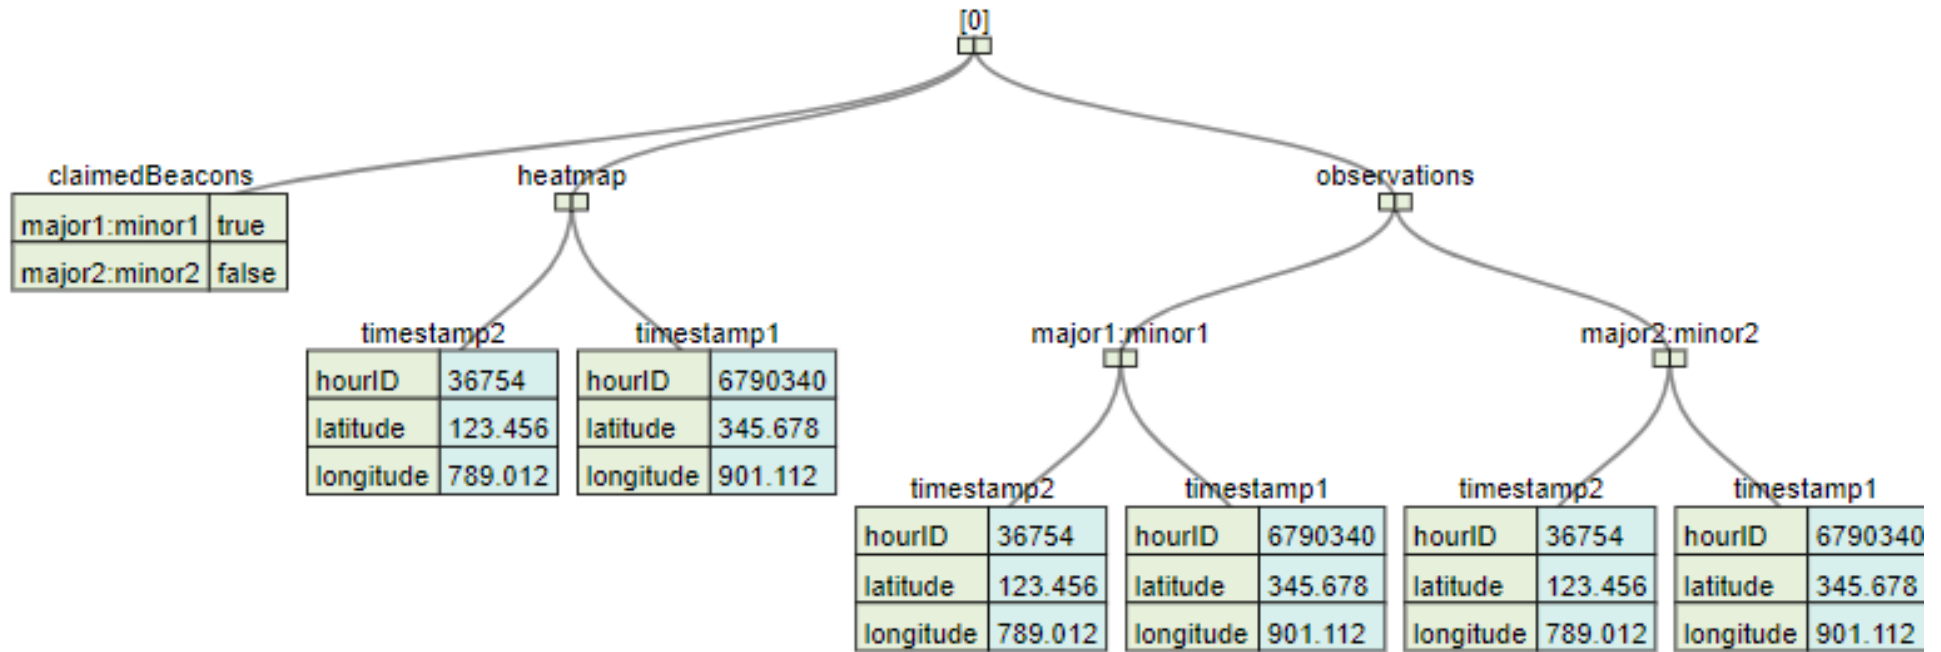 [0]
claimedBeacons
major1:minor1 true
major2:minor2 false
heatmap
timestamp2
hourID 36754
latitude 123.456
longitude 789.012
timestamp1
hourID 6790340
latitude 345.678
longitude 901.112
observations
major1:minor1
timestamp2
hourID 36754
latitude 123.456
longitude 789.012
timestamp1
hourID 6790340
latitude 345.678
longitude 901.112
major2:minor2
timestamp2
hourID 36754
latitude 123.456
longitude 789.012
timestamp1
hourID 6790340
latitude 345.678
longitude 901.112